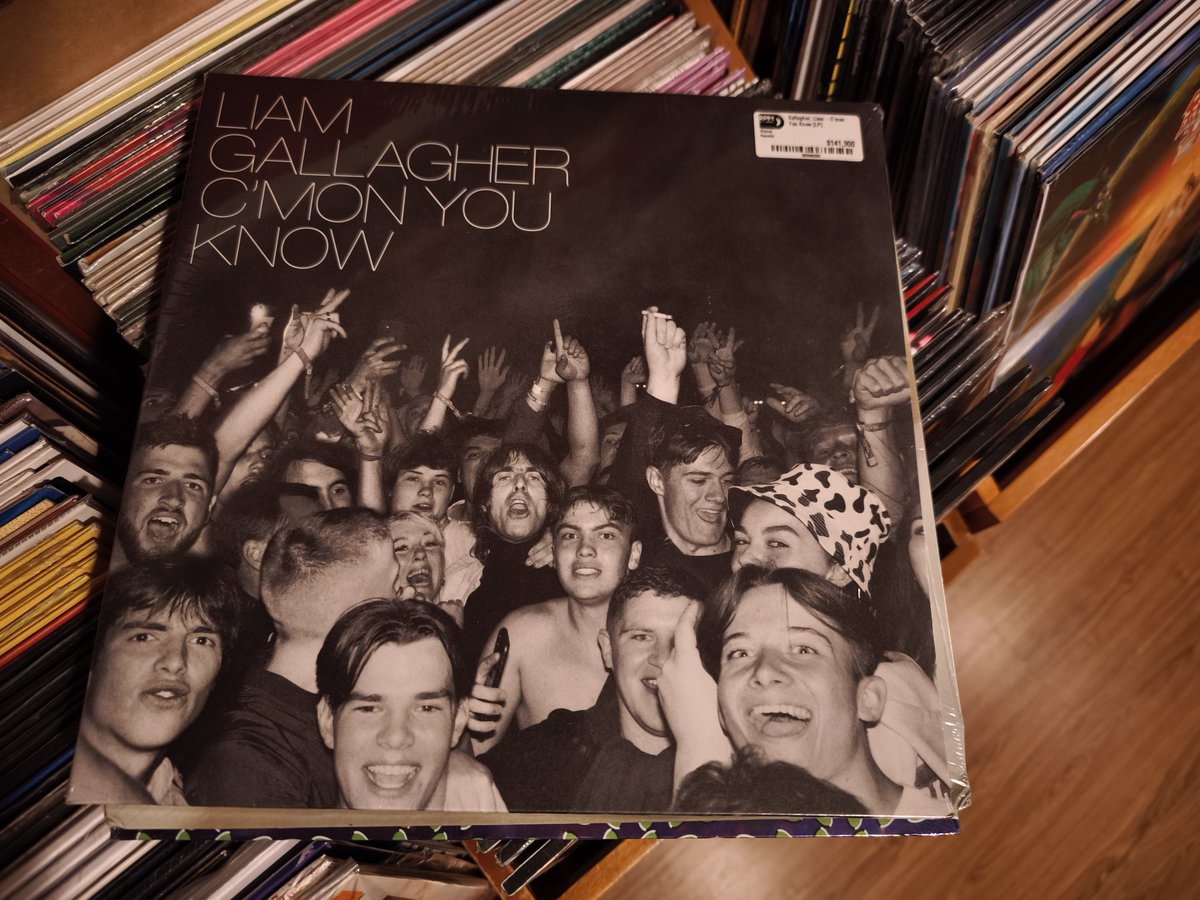 LIAM
GALLAGHER
C'MON YOU
KNOW
Gallagher, Liam - C'mon
You Know (LP)
$141,900